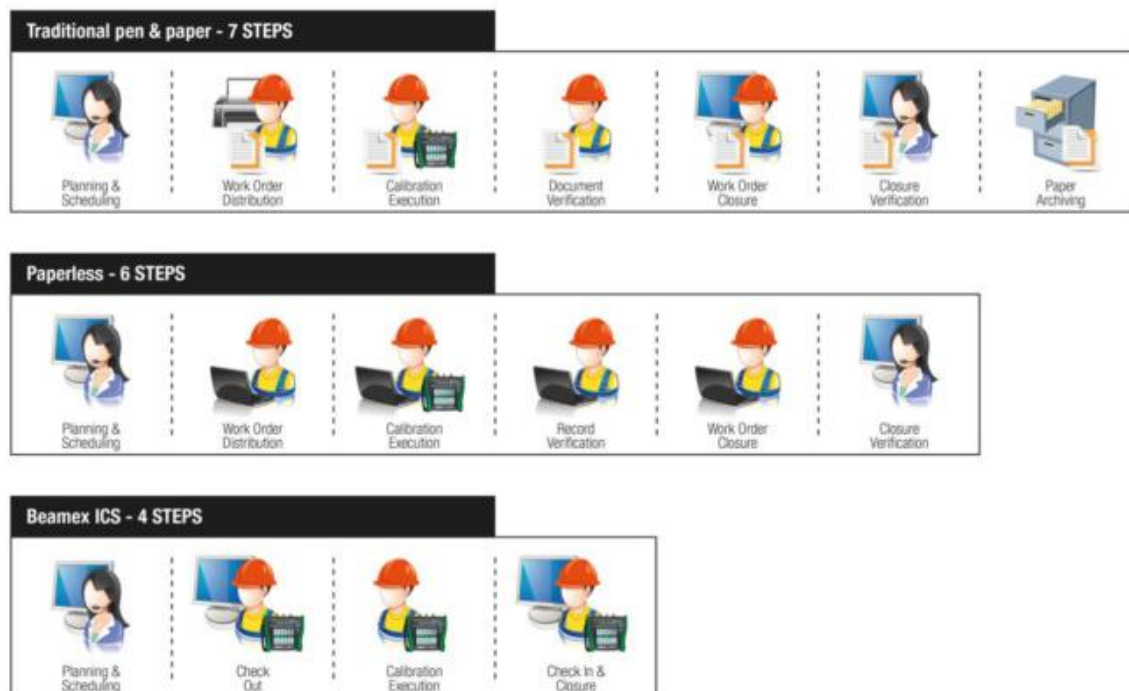 Traditional pen & paper - 7 STEPS
Planning &
Scheduling
Work Order
Distribution
Calibration
Execution
Document
Verification
Work Order
Closure
Closure
Verification
Paper
Archiving
Paperless - 6 STEPS
Planning &
Scheduling
Work Order
Distribution
Calibration
Execution
Record
Verification
Work Order
Closure
Closure
Verification
Beamex ICS - 4 STEPS
Planning &
Scheduling
Check
Out
Calibration
Execution
Check In &
Closure